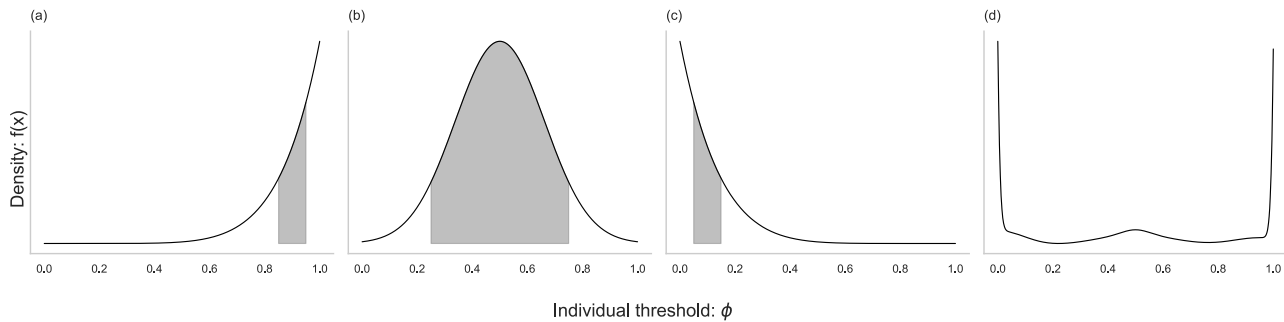 (a) (b) (c) (d)
Density: f(x)
0.0 0.2 0.4 0.6 0.8 1.0 0.0 0.2 0.4 0.6 0.8 1.0 0.0 0.2 0.4 0.6 0.8 1.0 0.0 0.2 0.4 0.6 0.8 1.0
Individual threshold: ϕ